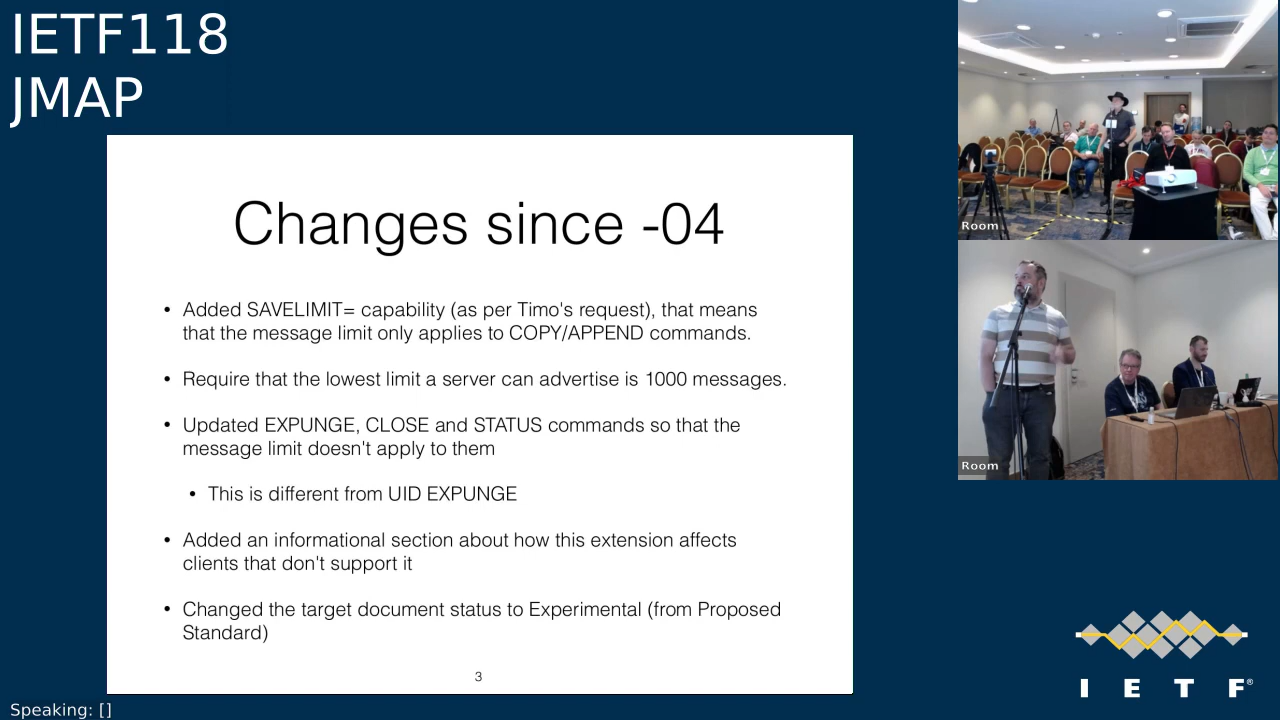 IETF118
JMAP
Changes since -04
• Added SAVELIMIT= capability (as per Timo's request), that means
that the message limit only applies to COPY/APPEND commands.
• Require that the lowest limit a server can advertise is 1000 messages.
• Updated EXPUNGE, CLOSE and STATUS commands so that the
message limit doesn't apply to them
• This is different from UID EXPUNGE
• Added an informational section about how this extension affects
clients that don't support it
• Changed the target document status to Experimental (from Proposed
Standard)
3
Room
Room
I E T F®
Speaking: []